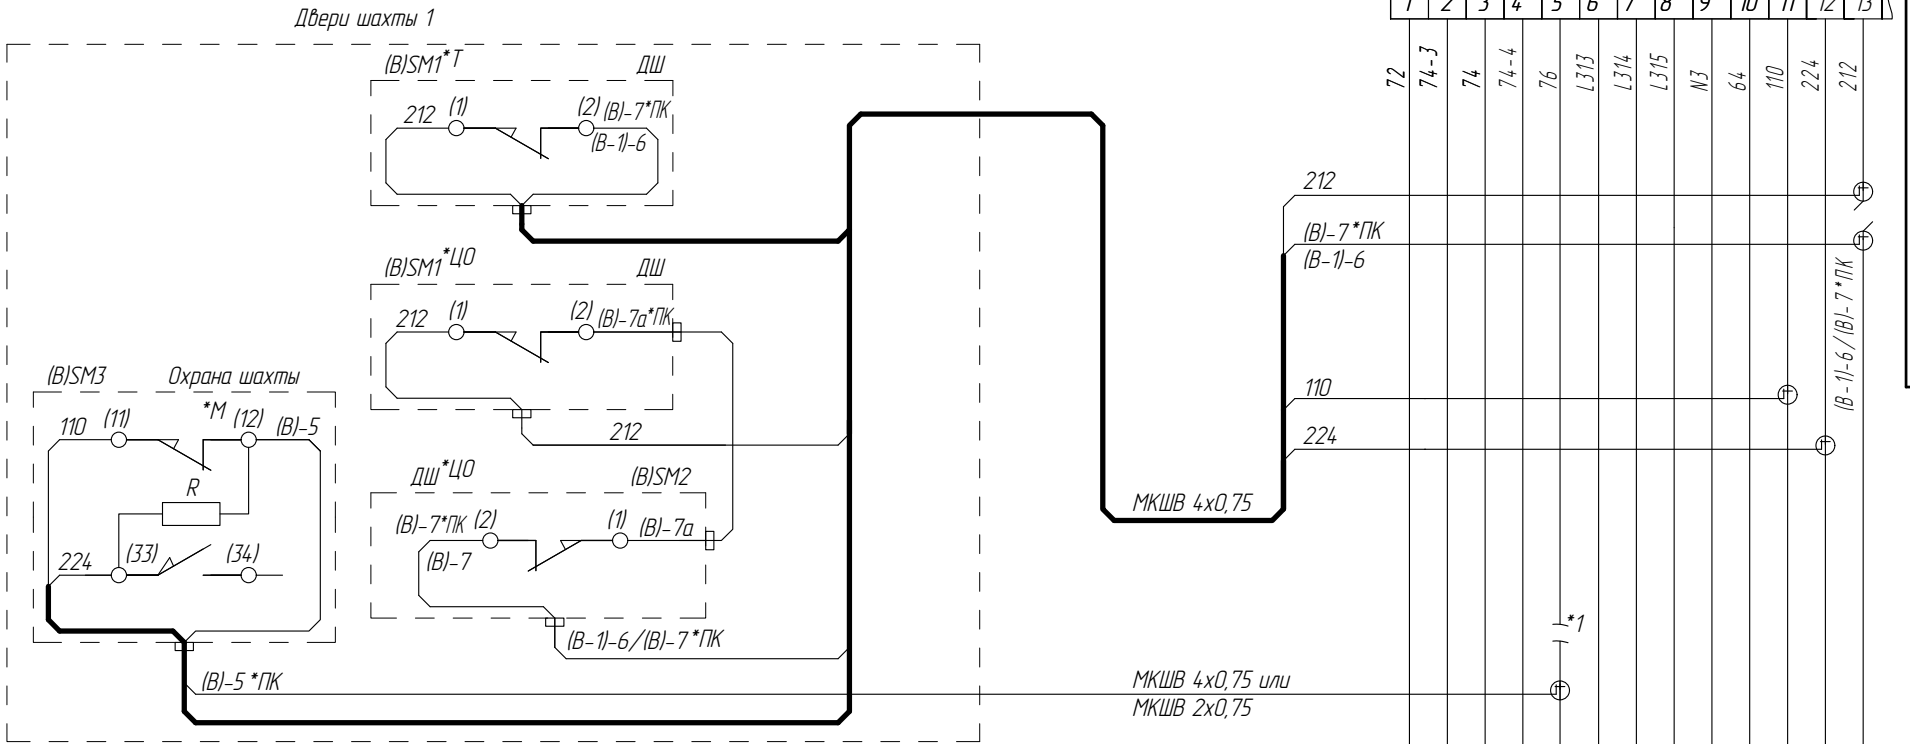 Двери шахты 1
1 2 3 4 5 6 7 8 9 10 11 12 13
72
74-3
74
74-4
76
L313
L314
L315
N3
64
110
224
212
(В)SM1*Т
ДШ
212
(1)
(2)
(В)-7*ПК
(В-1)-6
212
(В)-7*ПК
(В-1)-6
(В)SM1*ЦО
ДШ
212
(1)
(2)
(В)-7а*ПК
212
(В-1)-6/(В)-7*ПК
(В)SM3
Охрана шахты
*М
110
(11)
(12)
(В)-5
R
224
(33)
(34)
110
224
ДШ*ЦО
(В)SM2
(В)-7*ПК
(2)
(1)
(В)-7а
(В)-7
МКШВ 4х0,75
(В-1)-6/(В)-7*ПК
*1
(В)-5*ПК
МКШВ 4х0,75 или
МКШВ 2х0,75